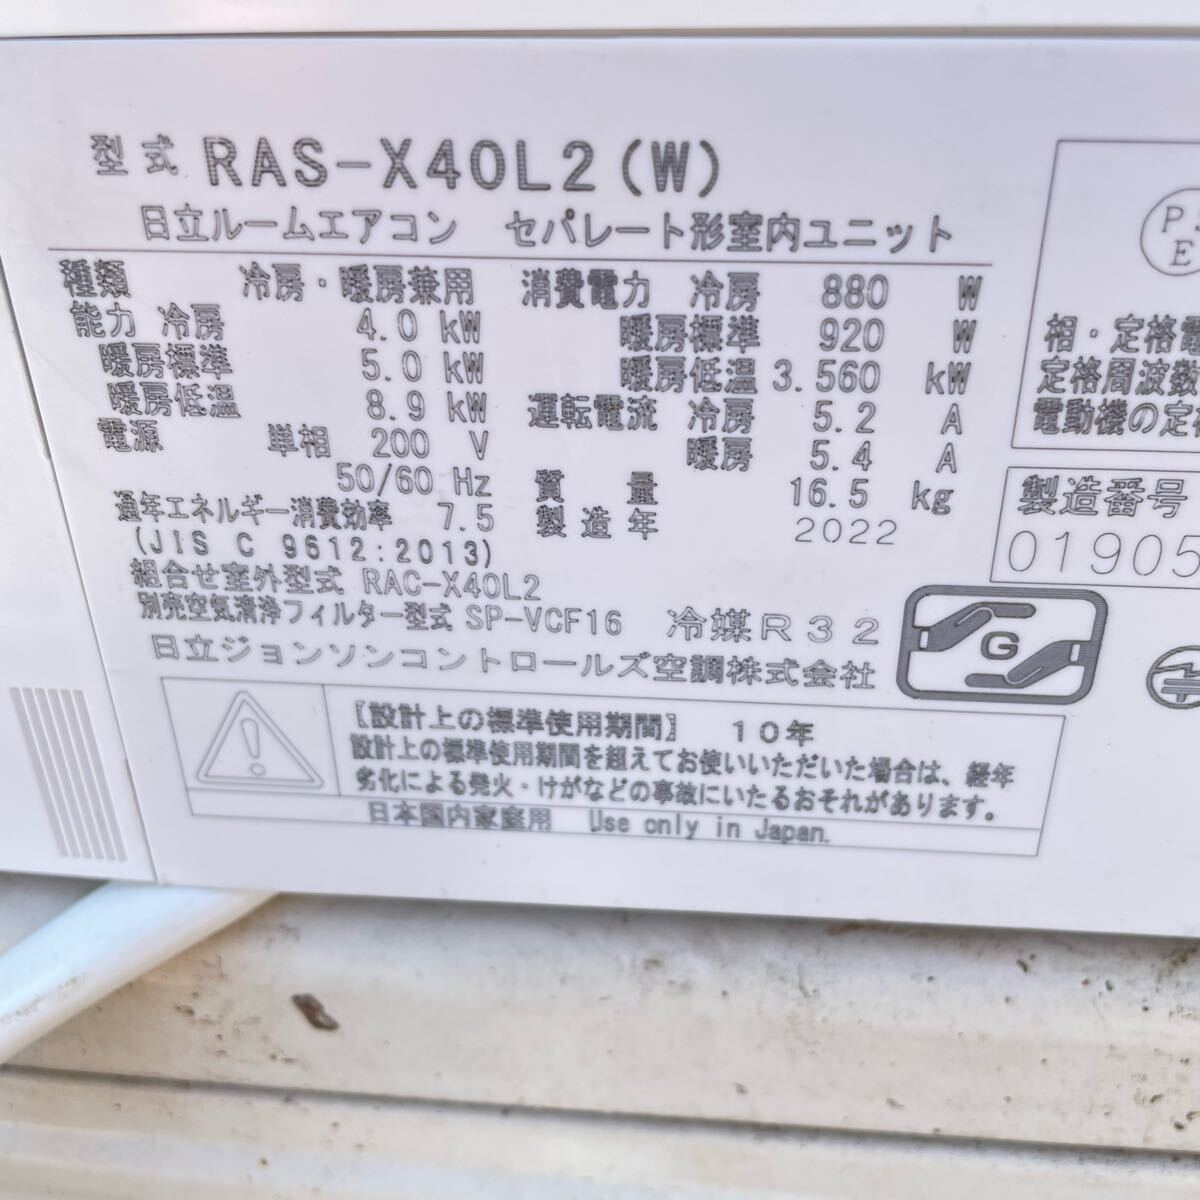 型式 RAS-X40L2(W)
日立ルームエアコン セパレート形室内ユニット
種類 冷房・暖房兼用
能力 冷房 4.0 kW
暖房標準 5.0 kW
暖房低温 8.9 kW
電源 単相 200 V
50/60 Hz
通年エネルギー消費効率 7.5
(JIS C 9612:2013)
組合せ室外型式 RAC-X40L2
別売空気清浄フィルター型式 SP-VCF16
消費電力 冷房 880 W
暖房標準 920 W
暖房低温 3.560 kW
運転電流 冷房 5.2 A
暖房 5.4 A
質量 16.5 kg
製造年 2022
冷媒R32
日立ジョンソンコントロールズ空調株式会社
G
【設計上の標準使用期間】 10年
設計上の標準使用期間を超えてお使いいただいた場合は、経年
劣化による発火・けがなどの事故にいたるおそれがあります。
日本国内家庭用 Use only in Japan.
PS
E
相・定格電
定格周波数
電動機の定格
製造番号
01905